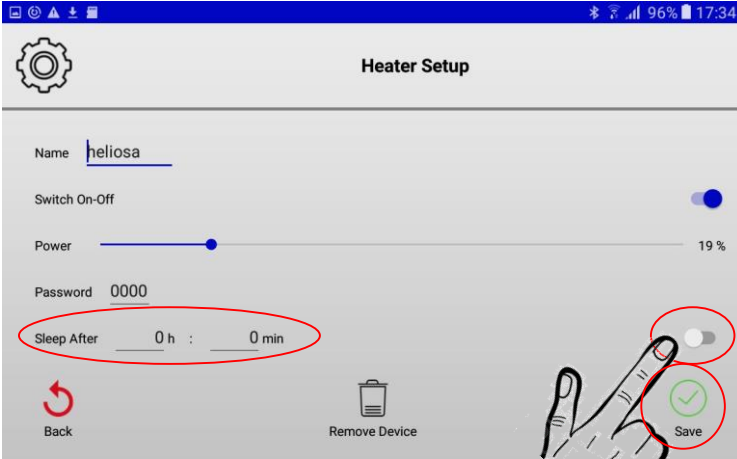 96% 17:34
Heater Setup
Name heliosa
Switch On-Off
Power 19 %
Password 0000
Sleep After 0 h : 0 min
Back Remove Device Save